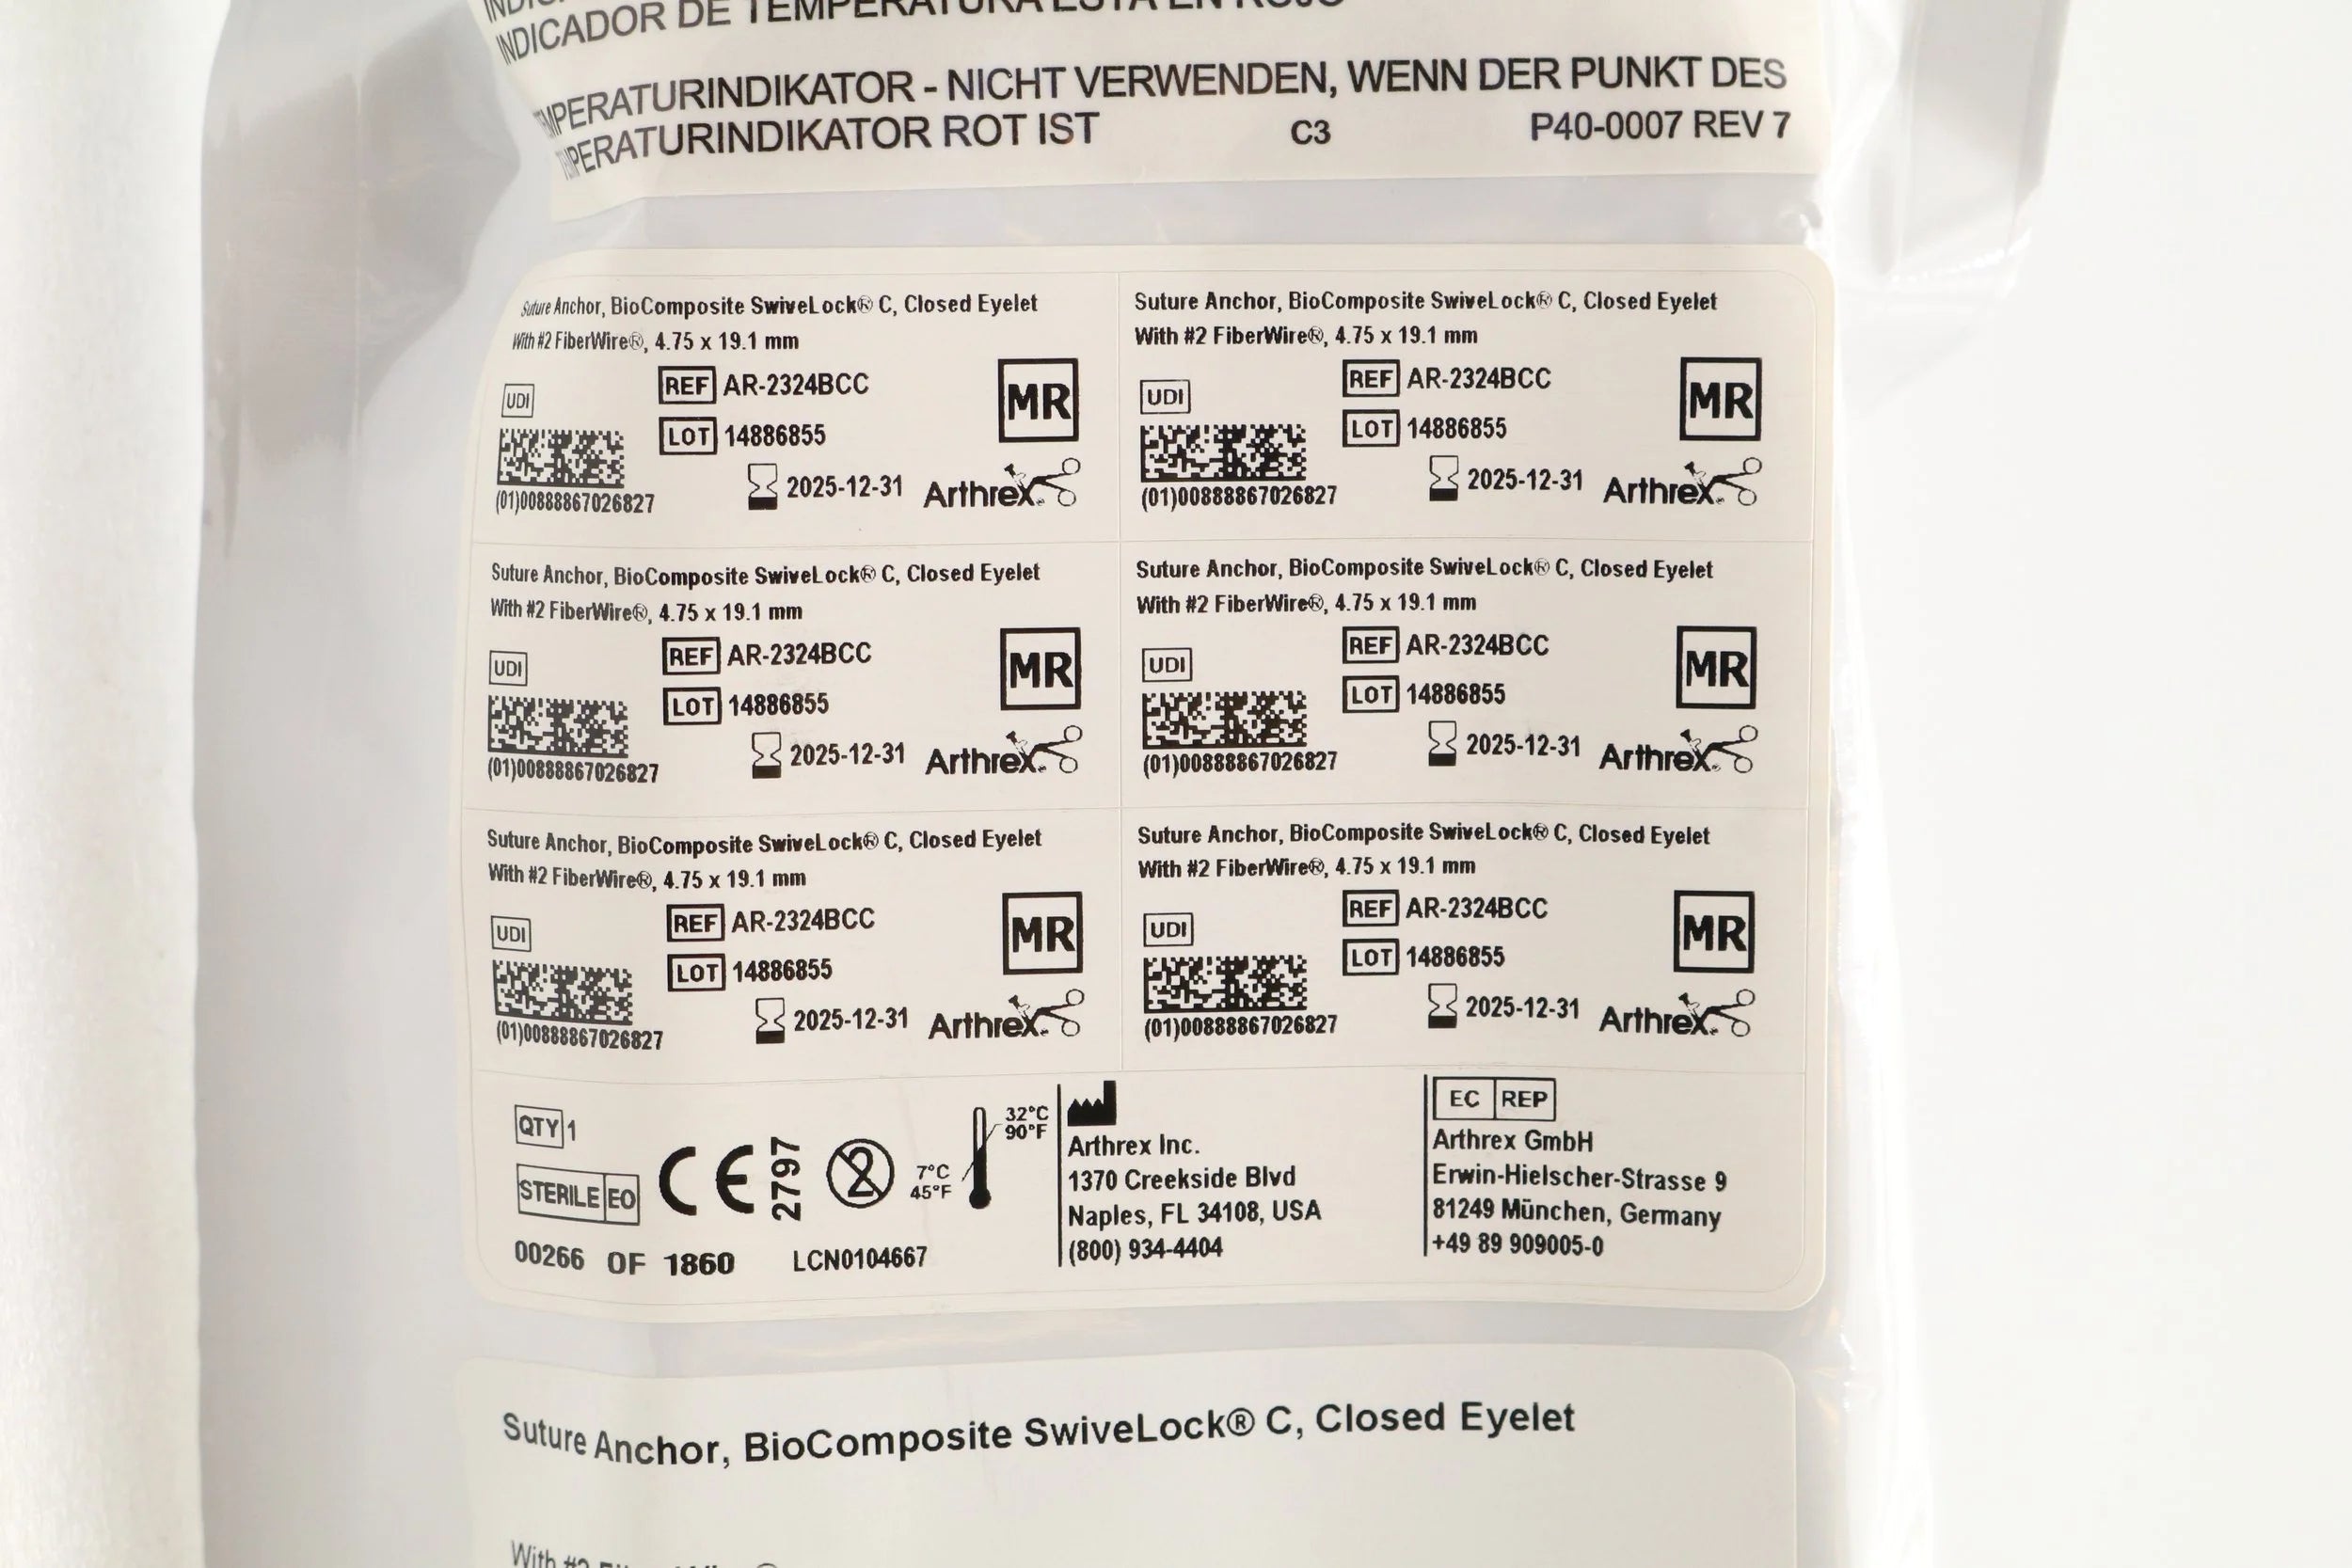 INDICADOR DE TEMPERATURA ESTÁ EN ROJO
TEMPERATURINDIKATOR - NICHT VERWENDEN, WENN DER PUNKT DES
TEMPERATURINDIKATOR ROT IST C3 P40-0007 REV 7
Suture Anchor, BioComposite SwiveLock® C, Closed Eyelet
With #2 FiberWire®, 4.75 x 19.1 mm
UDI
REF AR-2324BCC
MR
LOT 14886855
2025-12-31
Arthrex
(01)00888867026827
Suture Anchor, BioComposite SwiveLock® C, Closed Eyelet
With #2 FiberWire®, 4.75 x 19.1 mm
UDI
REF AR-2324BCC
MR
LOT 14886855
2025-12-31
Arthrex
(01)00888867026827
Suture Anchor, BioComposite SwiveLock® C, Closed Eyelet
With #2 FiberWire®, 4.75 x 19.1 mm
UDI
REF AR-2324BCC
MR
LOT 14886855
2025-12-31
Arthrex
(01)00888867026827
Suture Anchor, BioComposite SwiveLock® C, Closed Eyelet
With #2 FiberWire®, 4.75 x 19.1 mm
UDI
REF AR-2324BCC
MR
LOT 14886855
2025-12-31
Arthrex
(01)00888867026827
Suture Anchor, BioComposite SwiveLock® C, Closed Eyelet
With #2 FiberWire®, 4.75 x 19.1 mm
UDI
REF AR-2324BCC
MR
LOT 14886855
2025-12-31
Arthrex
(01)00888867026827
Suture Anchor, BioComposite SwiveLock® C, Closed Eyelet
With #2 FiberWire®, 4.75 x 19.1 mm
UDI
REF AR-2324BCC
MR
LOT 14886855
2025-12-31
Arthrex
(01)00888867026827
QTY 1
STERILE EO
CE 2797
2
7°C
45°F
32°C
90°F
00266 OF 1860 LCN0104667
Arthrex Inc.
1370 Creekside Blvd
Naples, FL 34108, USA
(800) 934-4404
EC REP
Arthrex GmbH
Erwin-Hielscher-Strasse 9
81249 München, Germany
+49 89 909005-0
Suture Anchor, BioComposite SwiveLock® C, Closed Eyelet
With #2